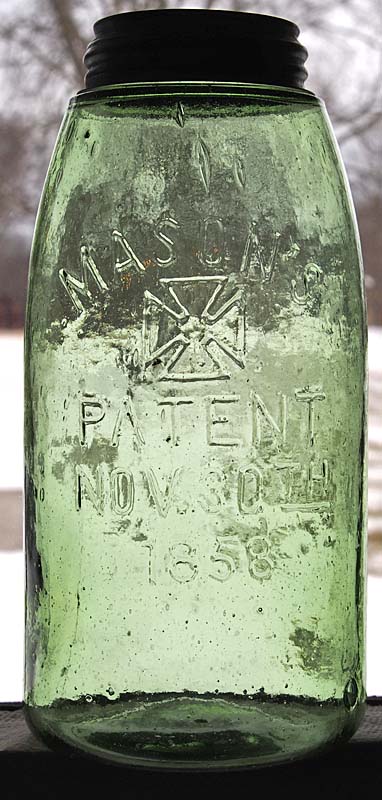 MASON'S
PATENT
NOV. 30TH
1858